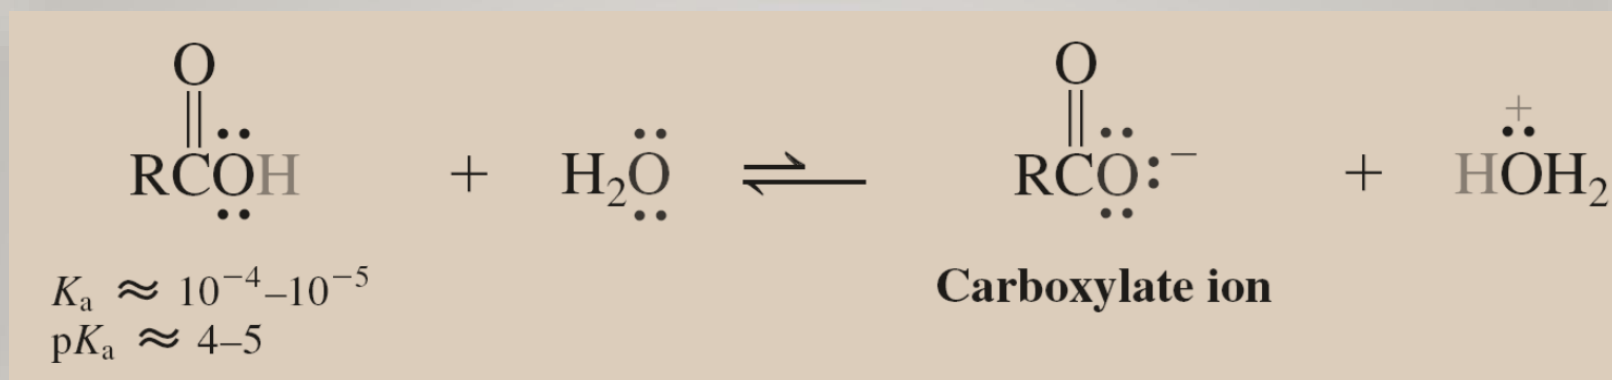 O O
+
RCOH + H₂O ⇌ RCO:⁻ + HOH₂
Kₐ ≈ 10⁻⁴–10⁻⁵ Carboxylate ion
pKₐ ≈ 4–5